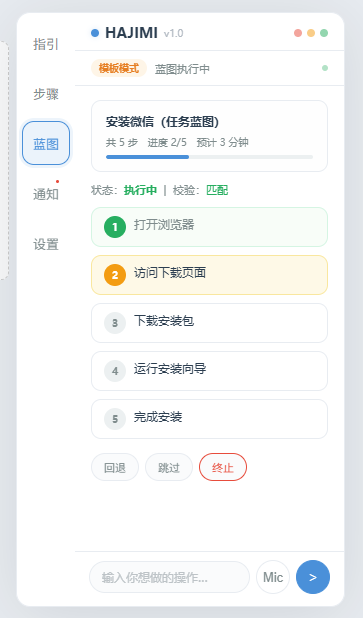 HAJIMI v1.0
指引
步骤
蓝图
通知
设置
模板模式 蓝图执行中
安装微信（任务蓝图）
共 5 步 进度 2/5 预计 3 分钟
状态：执行中 | 校验：匹配
1 打开浏览器
2 访问下载页面
3 下载安装包
4 运行安装向导
5 完成安装
回退 跳过 终止
输入你想做的操作... Mic >